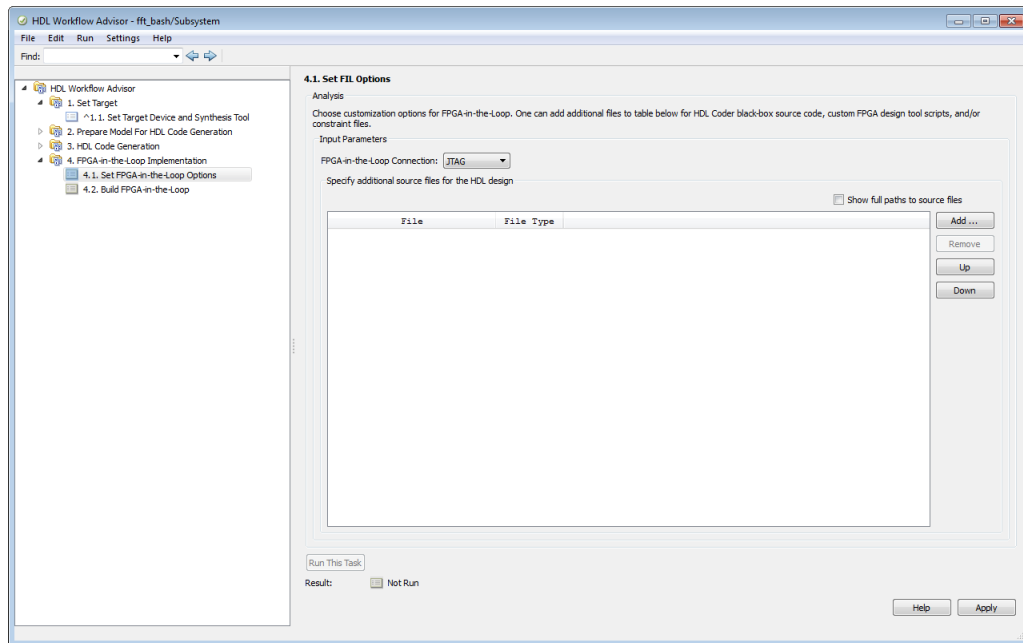 HDL Workflow Advisor - fft_bash/Subsystem
File Edit Run Settings Help
Find:
HDL Workflow Advisor
1. Set Target
^1.1. Set Target Device and Synthesis Tool
2. Prepare Model For HDL Code Generation
3. HDL Code Generation
4. FPGA-in-the-Loop Implementation
4.1. Set FPGA-in-the-Loop Options
4.2. Build FPGA-in-the-Loop
4.1. Set FIL Options
Analysis
Choose customization options for FPGA-in-the-Loop. One can add additional files to table below for HDL Coder black-box source code, custom FPGA design tool scripts, and/or
constraint files.
Input Parameters
FPGA-in-the-Loop Connection: JTAG
Specify additional source files for the HDL design
Show full paths to source files
File File Type
Add ...
Remove
Up
Down
Run This Task
Result: Not Run
Help Apply